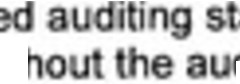 ed auditing st
hout the au